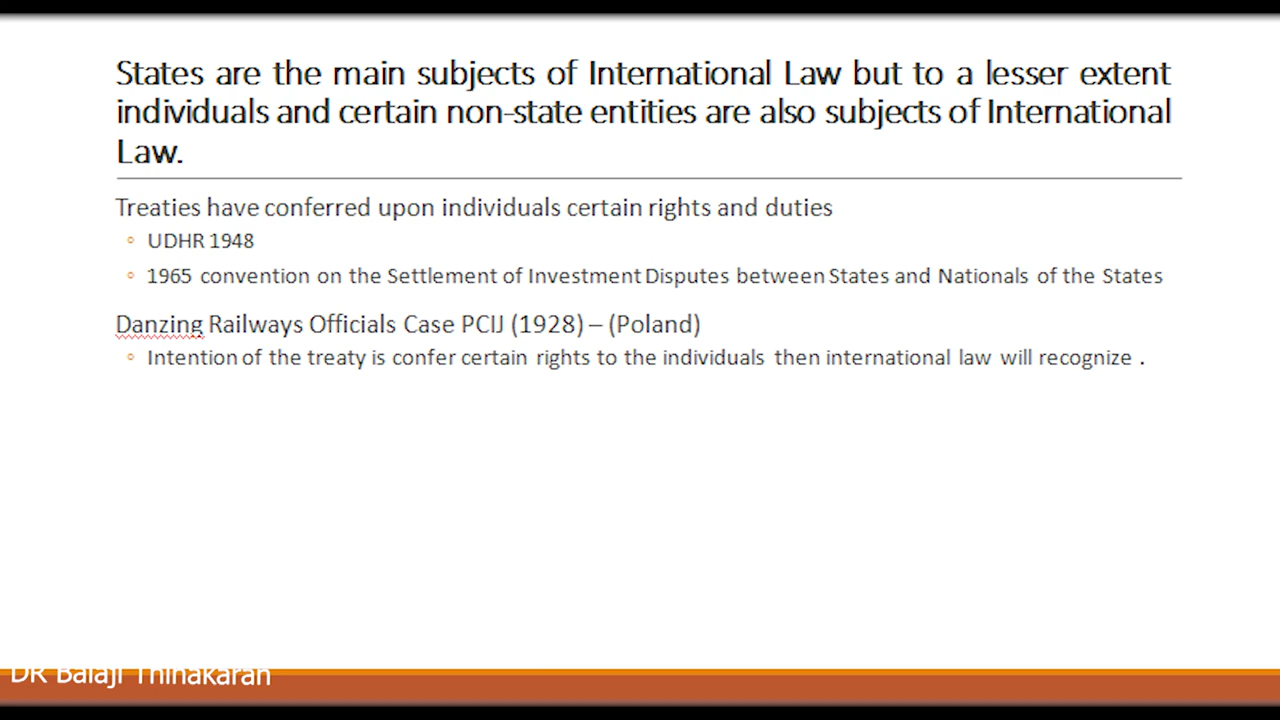 States are the main subjects of International Law but to a lesser extent
individuals and certain non-state entities are also subjects of International
Law.
Treaties have conferred upon individuals certain rights and duties
UDHR 1948
1965 convention on the Settlement of Investment Disputes between States and Nationals of the States
Danzing Railways Officials Case PCIJ (1928) – (Poland)
Intention of the treaty is confer certain rights to the individuals then international law will recognize .
DR Balaji Thinakaran